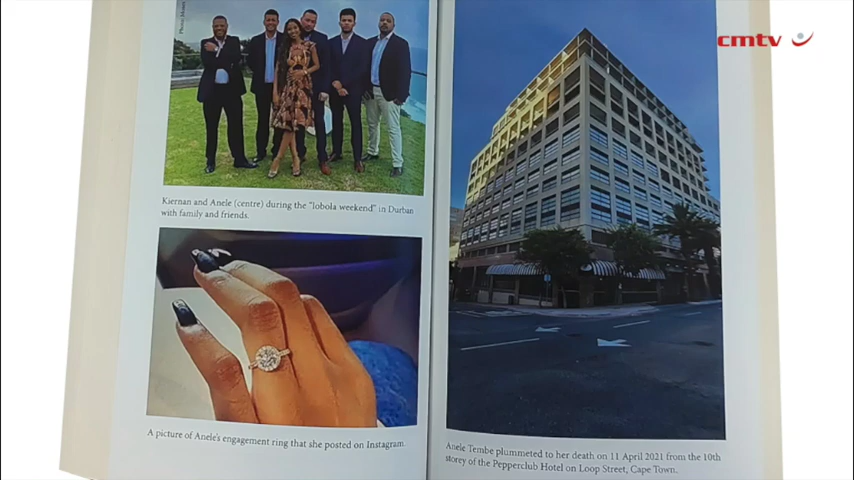 cmtv
Kiernan and Anele (centre) during the "lobola weekend" in Durban
with family and friends.
A picture of Anele's engagement ring that she posted on Instagram.
Anele Tembe plummeted to her death on 11 April 2021 from the 10th
storey of the Pepperclub Hotel on Loop Street, Cape Town.